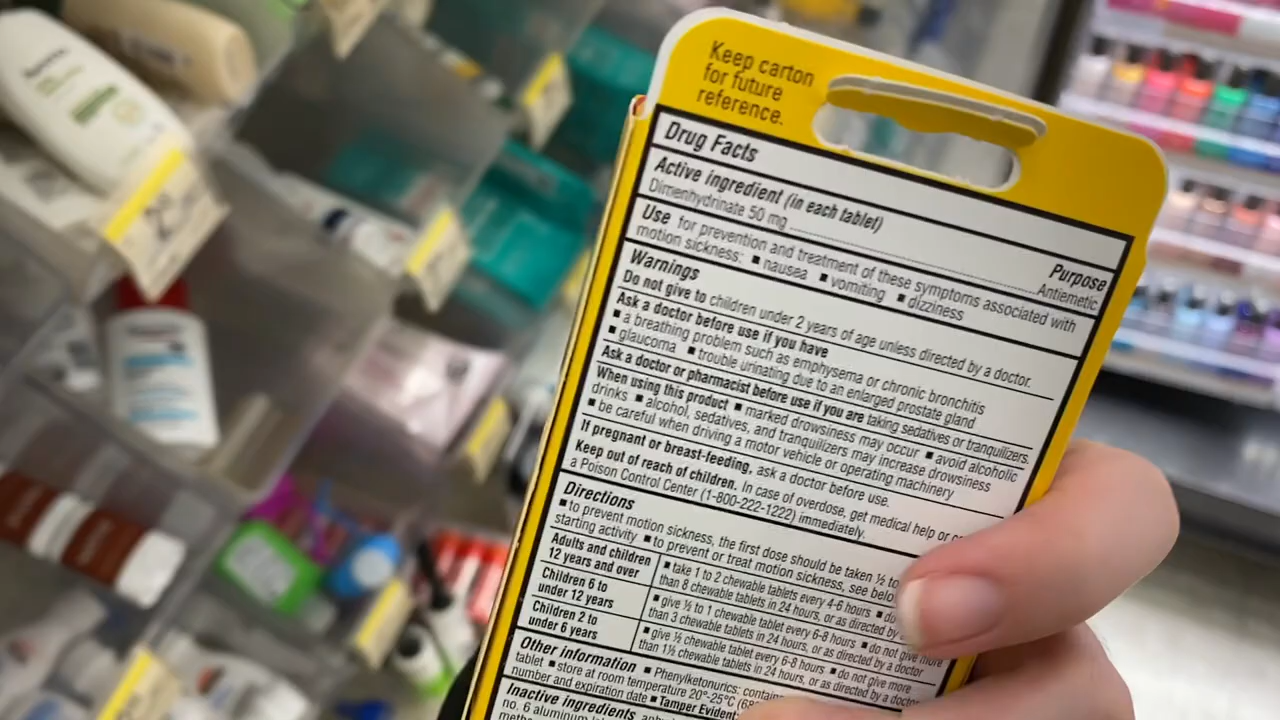 Keep carton
for future
reference.
Drug Facts
Active ingredient (in each tablet)
Purpose
Dimenhydrinate 50 mg
Antiemetic
Use for prevention and treatment of these symptoms associated with
motion sickness: ▪ nausea ▪ vomiting ▪ dizziness
Warnings
Do not give to children under 2 years of age unless directed by a doctor.
Ask a doctor before use if you have
▪ a breathing problem such as emphysema or chronic bronchitis
▪ glaucoma ▪ trouble urinating due to an enlarged prostate gland
Ask a doctor or pharmacist before use if you are taking sedatives or tranquilizers.
When using this product ▪ marked drowsiness may occur ▪ avoid alcoholic
drinks ▪ alcohol, sedatives, and tranquilizers may increase drowsiness
▪ be careful when driving a motor vehicle or operating machinery
If pregnant or breast-feeding, ask a doctor before use.
Keep out of reach of children. In case of overdose, get medical help or
a Poison Control Center (1-800-222-1222) immediately.
Directions
▪ to prevent motion sickness, the first dose should be taken ½ to
starting activity ▪ to prevent or treat motion sickness, see
Adults and children
12 years and over
▪ take 1 to 2 chewable tablets every 4-6 hours ▪ do
than 8 chewable tablets in 24 hours, or as directed by
Children 6 to
under 12 years
▪ give ½ to 1 chewable tablet every 6-8 hours ▪ do not give more
than 3 chewable tablets in 24 hours, or as directed by a doctor
Children 2 to
under 6 years
▪ give ½ chewable tablet every 6-8 hours ▪ do not give more
than 1½ chewable tablets in 24 hours, or as directed by a doctor
Other information ▪ Phenylketonurics:
tablet ▪ store at room temperature 20°-25°C
number and expiration date ▪ Tamper Evident:
Inactive ingredients
no. 6 aluminum